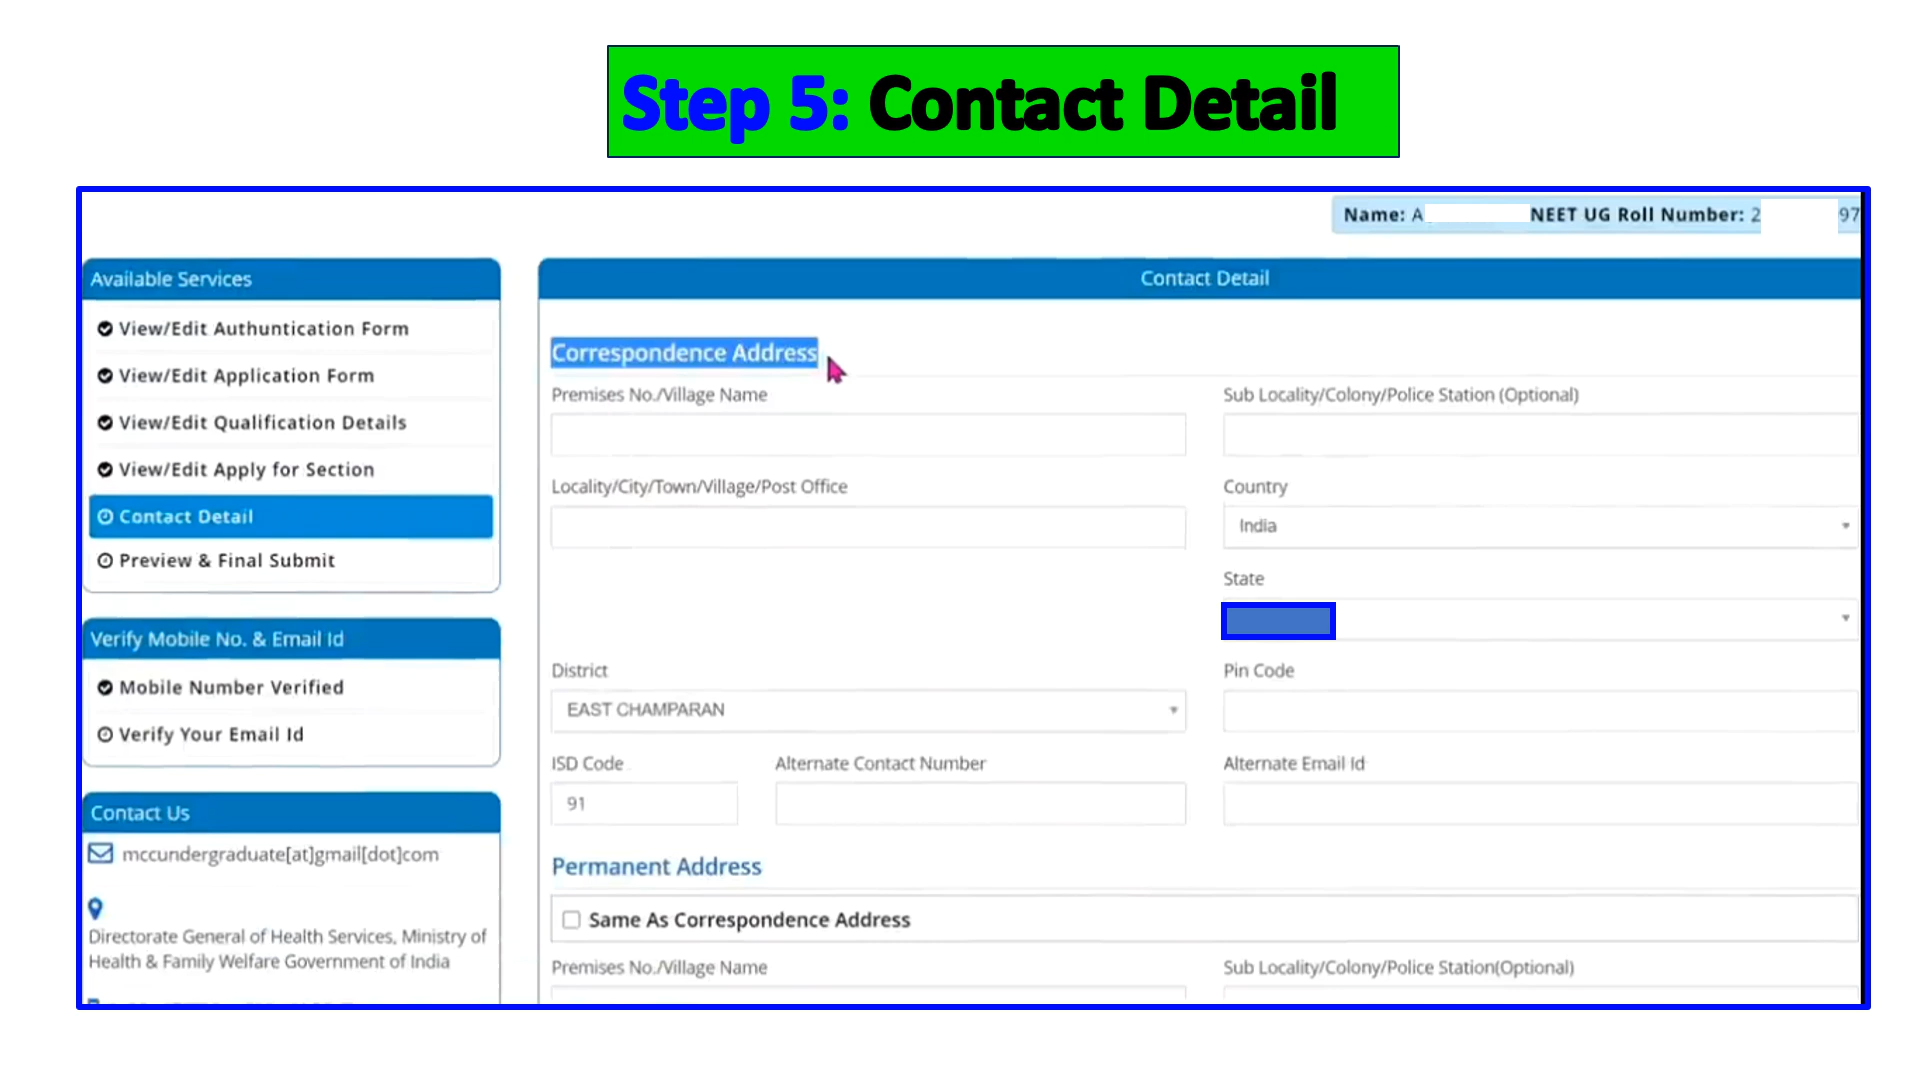 Step 5: Contact Detail
Name: A NEET UG Roll Number: 2 97
Available Services
View/Edit Authuntication Form
View/Edit Application Form
View/Edit Qualification Details
View/Edit Apply for Section
Contact Detail
Preview & Final Submit
Verify Mobile No. & Email Id
Mobile Number Verified
Verify Your Email Id
Contact Us
mccundergraduate[at]gmail[dot]com
Directorate General of Health Services, Ministry of
Health & Family Welfare Government of India
Contact Detail
Correspondence Address
Premises No./Village Name
Sub Locality/Colony/Police Station (Optional)
Locality/City/Town/Village/Post Office
Country
India
State
District
EAST CHAMPARAN
Pin Code
ISD Code
91
Alternate Contact Number
Alternate Email Id
Permanent Address
Same As Correspondence Address
Premises No./Village Name
Sub Locality/Colony/Police Station(Optional)